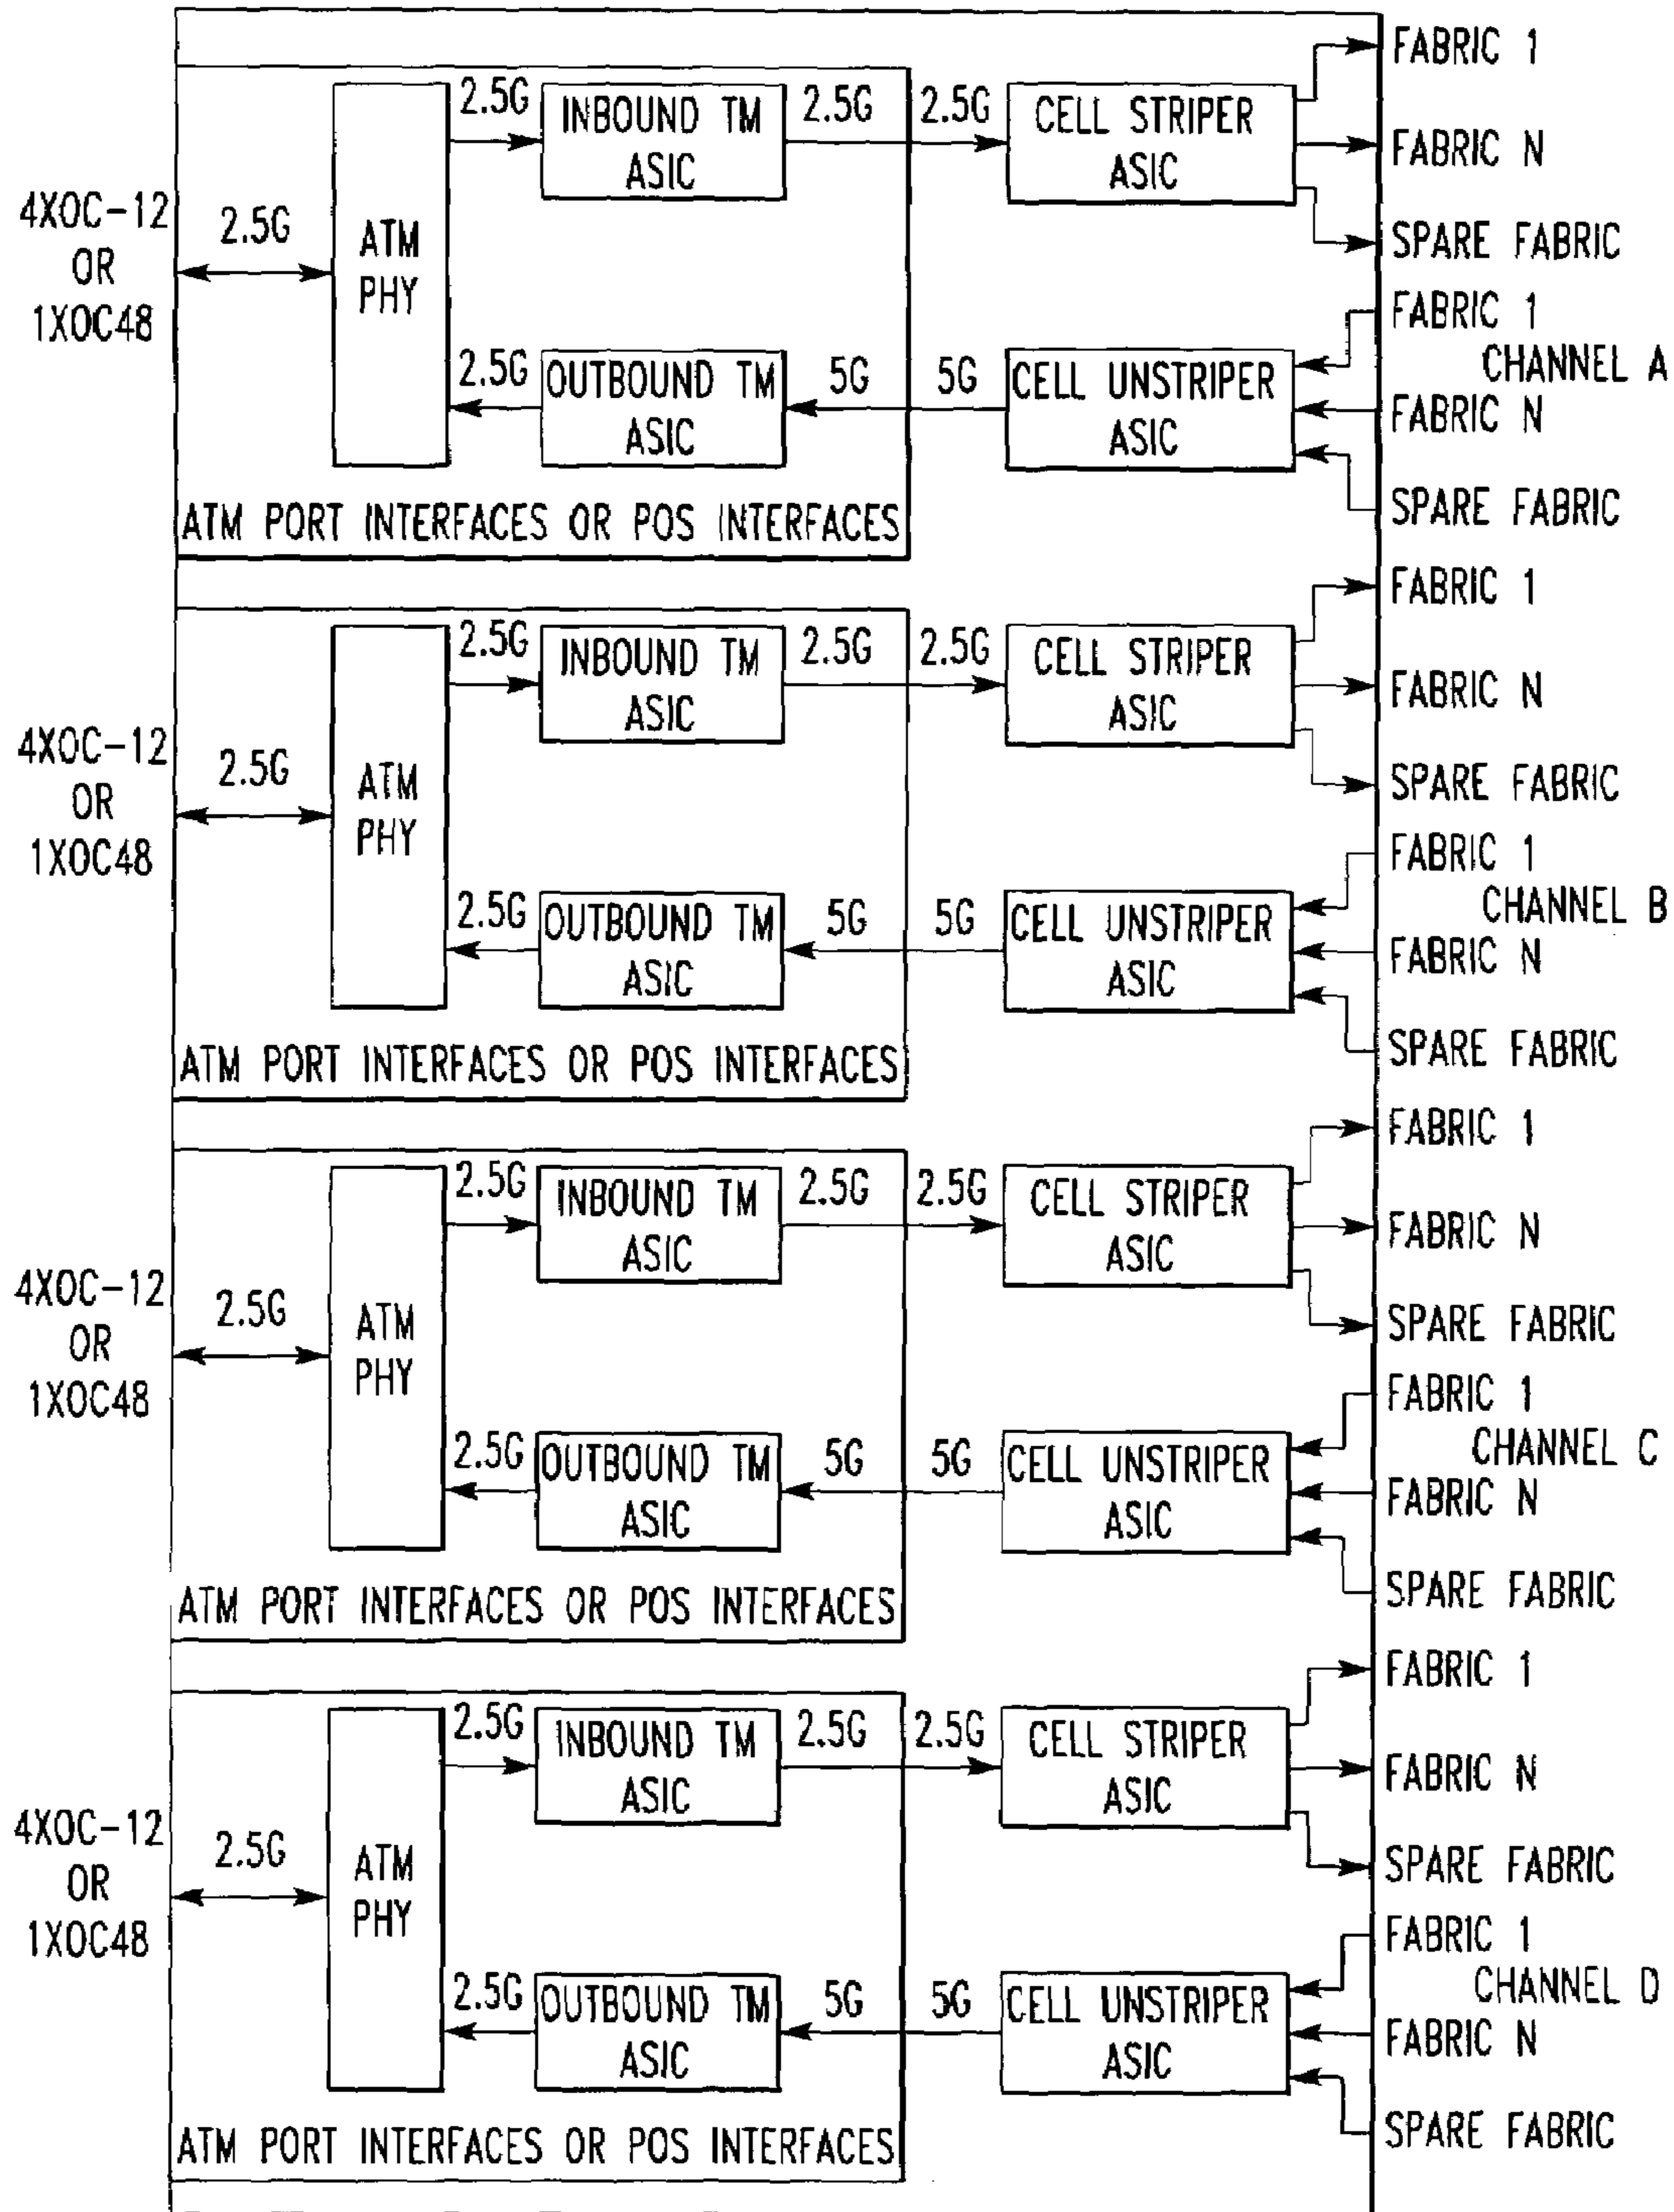 FABRIC 1
2.5G
INBOUND TM
ASIC
2.5G
2.5G
CELL STRIPER
ASIC
FABRIC N
4XOC-12
OR
1XOC48
2.5G
ATM
PHY
SPARE FABRIC
FABRIC 1
CHANNEL A
2.5G
OUTBOUND TM
ASIC
5G
5G
CELL UNSTRIPER
ASIC
FABRIC N
SPARE FABRIC
ATM PORT INTERFACES OR POS INTERFACES
FABRIC 1
2.5G
INBOUND TM
ASIC
2.5G
2.5G
CELL STRIPER
ASIC
FABRIC N
4XOC-12
OR
1XOC48
2.5G
ATM
PHY
SPARE FABRIC
FABRIC 1
CHANNEL B
2.5G
OUTBOUND TM
ASIC
5G
5G
CELL UNSTRIPER
ASIC
FABRIC N
SPARE FABRIC
ATM PORT INTERFACES OR POS INTERFACES
FABRIC 1
2.5G
INBOUND TM
ASIC
2.5G
2.5G
CELL STRIPER
ASIC
FABRIC N
4XOC-12
OR
1XOC48
2.5G
ATM
PHY
SPARE FABRIC
FABRIC 1
CHANNEL C
2.5G
OUTBOUND TM
ASIC
5G
5G
CELL UNSTRIPER
ASIC
FABRIC N
SPARE FABRIC
ATM PORT INTERFACES OR POS INTERFACES
FABRIC 1
2.5G
INBOUND TM
ASIC
2.5G
2.5G
CELL STRIPER
ASIC
FABRIC N
4XOC-12
OR
1XOC48
2.5G
ATM
PHY
SPARE FABRIC
FABRIC 1
CHANNEL D
2.5G
OUTBOUND TM
ASIC
5G
5G
CELL UNSTRIPER
ASIC
FABRIC N
SPARE FABRIC
ATM PORT INTERFACES OR POS INTERFACES